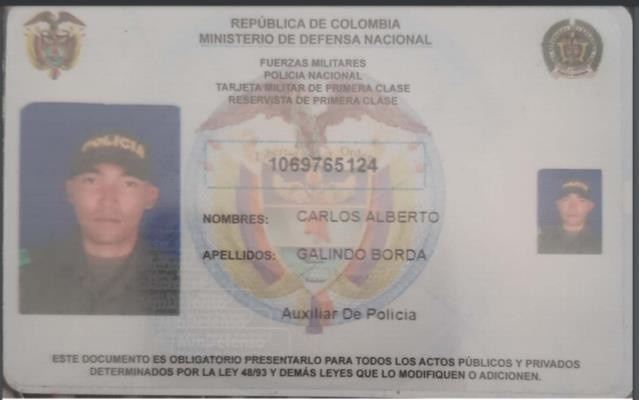 REPÚBLICA DE COLOMBIA
MINISTERIO DE DEFENSA NACIONAL
FUERZAS MILITARES
POLICIA NACIONAL
TARJETA MILITAR DE PRIMERA CLASE
RESERVISTA DE PRIMERA CLASE
POLICIA
1069765124
NOMBRES: CARLOS ALBERTO
APELLIDOS: GALINDO BORDA
Auxiliar De Policia
MinDefensa
ESTE DOCUMENTO ES OBLIGATORIO PRESENTARLO PARA TODOS LOS ACTOS PÚBLICOS Y PRIVADOS
DETERMINADOS POR LA LEY 48/93 Y DEMÁS LEYES QUE LO MODIFIQUEN O ADICIONEN.